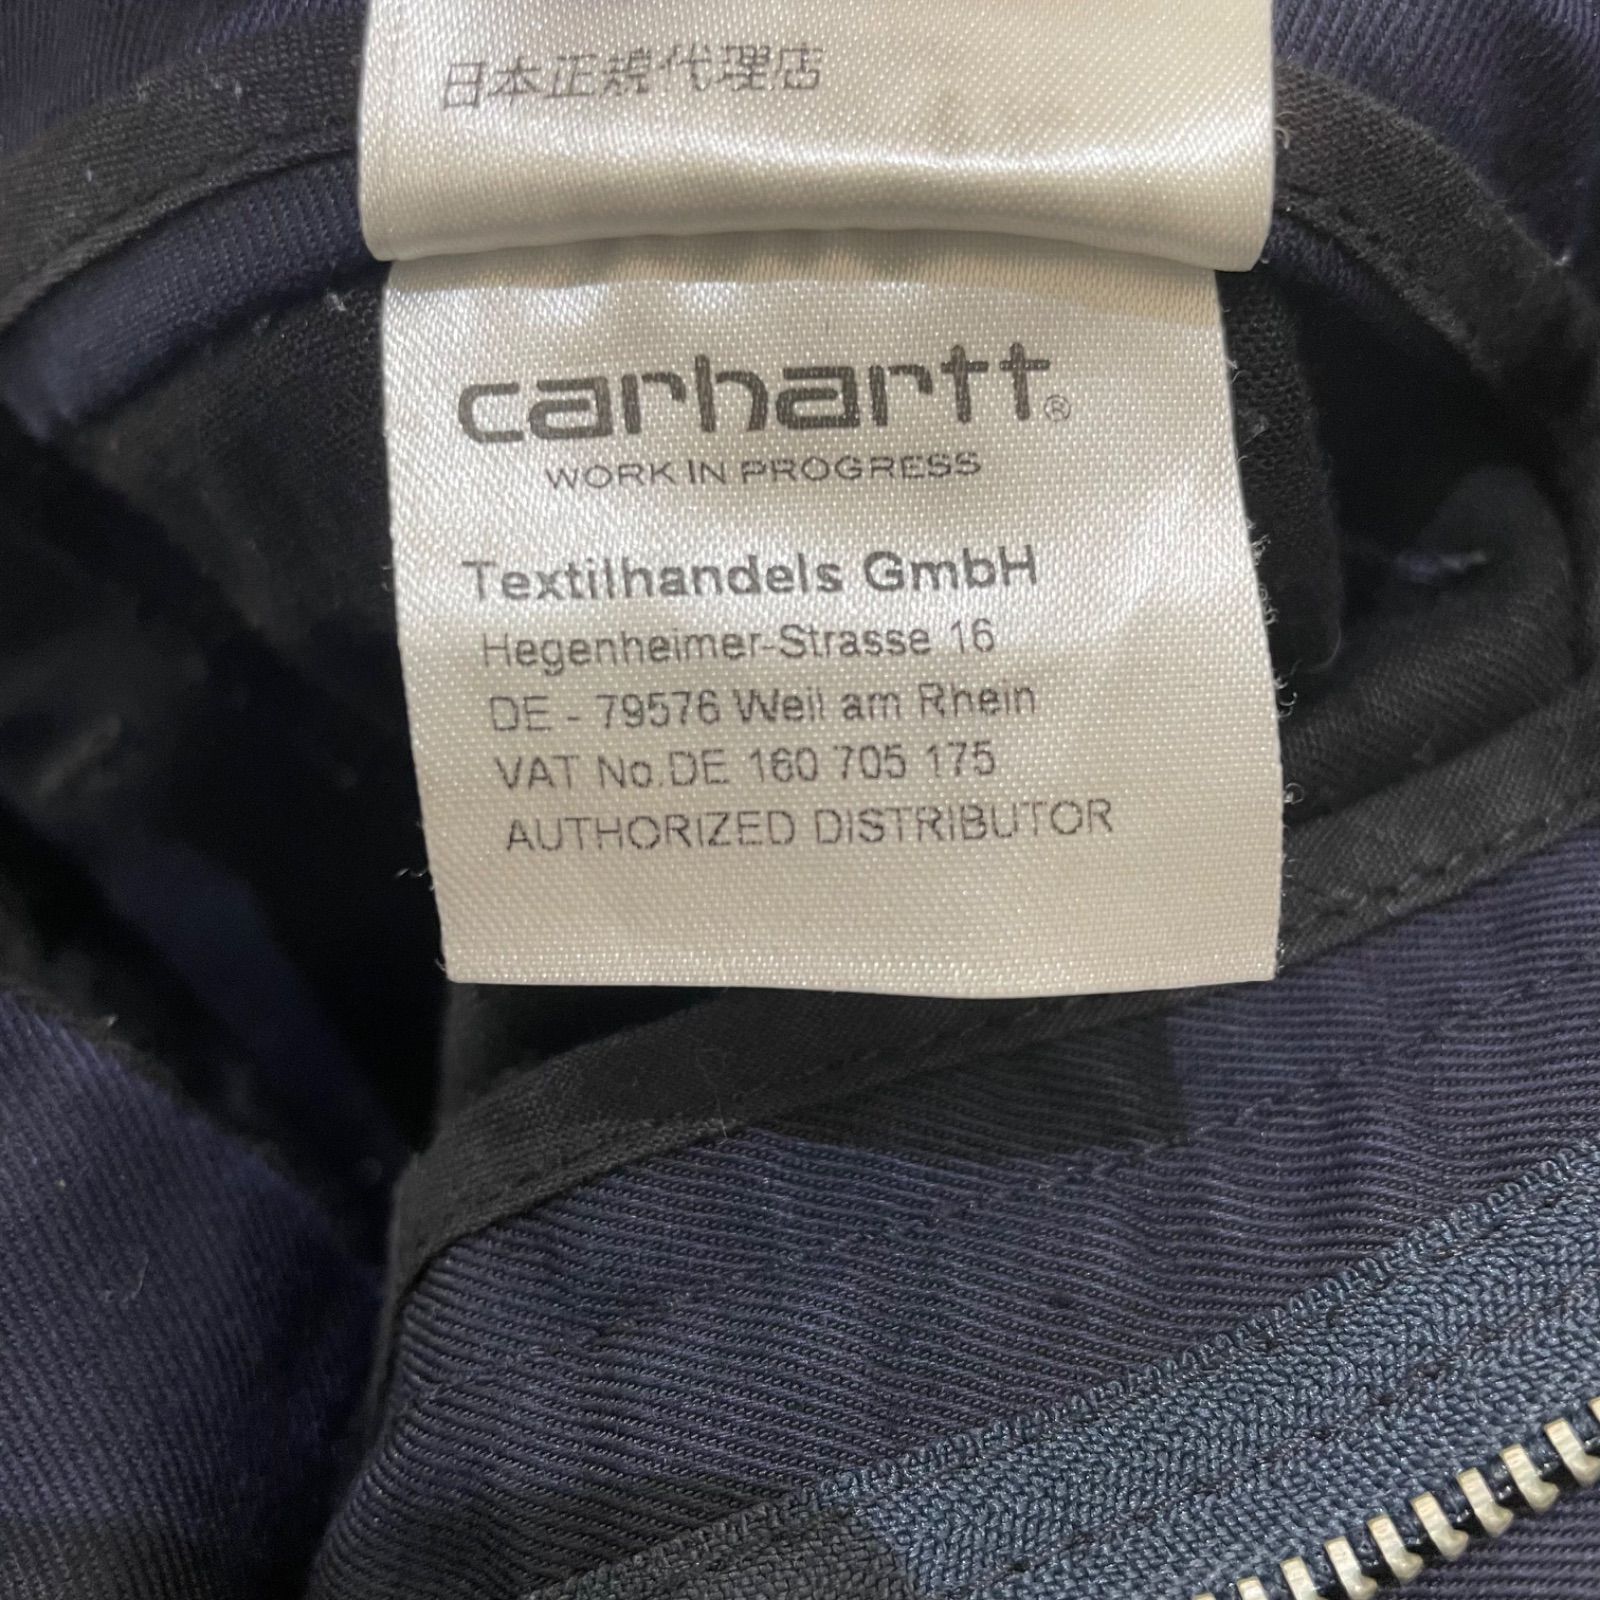 日本正規代理店
carhartt®
WORK IN PROGRESS
Textilhandels GmbH
Hegenheimer-Strasse 16
DE - 79576 Weil am Rhein
VAT No.DE 160 705 175
AUTHORIZED DISTRIBUTOR